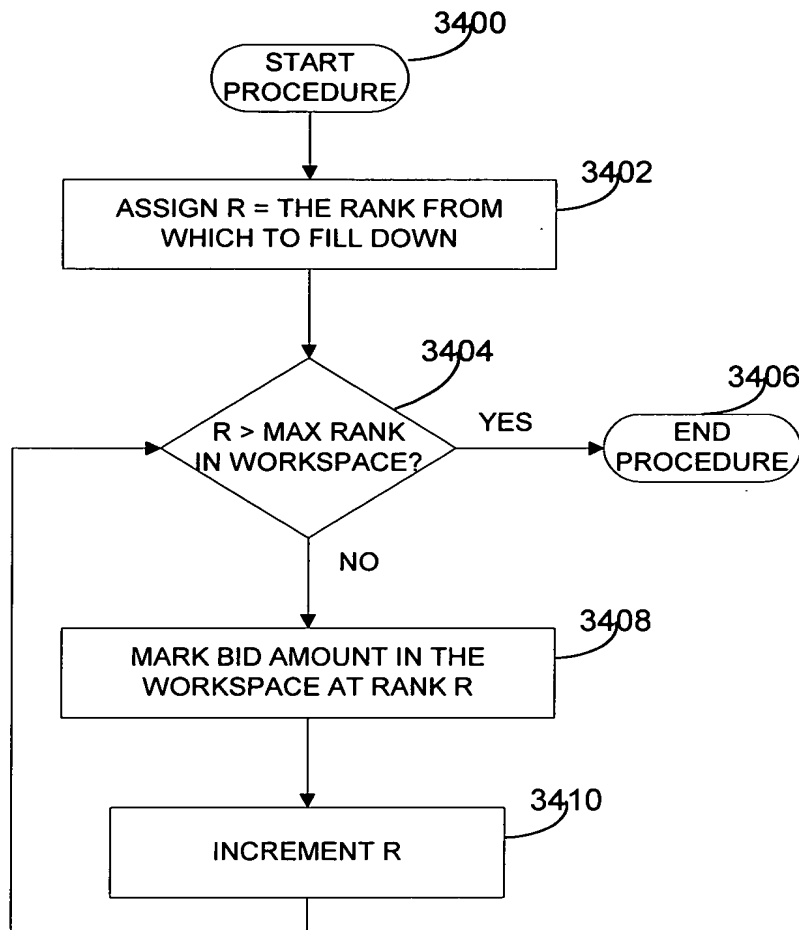 3400
START
PROCEDURE
3402
ASSIGN R = THE RANK FROM
WHICH TO FILL DOWN
3404
3406
R > MAX RANK
IN WORKSPACE?
YES
END
PROCEDURE
NO
3408
MARK BID AMOUNT IN THE
WORKSPACE AT RANK R
3410
INCREMENT R